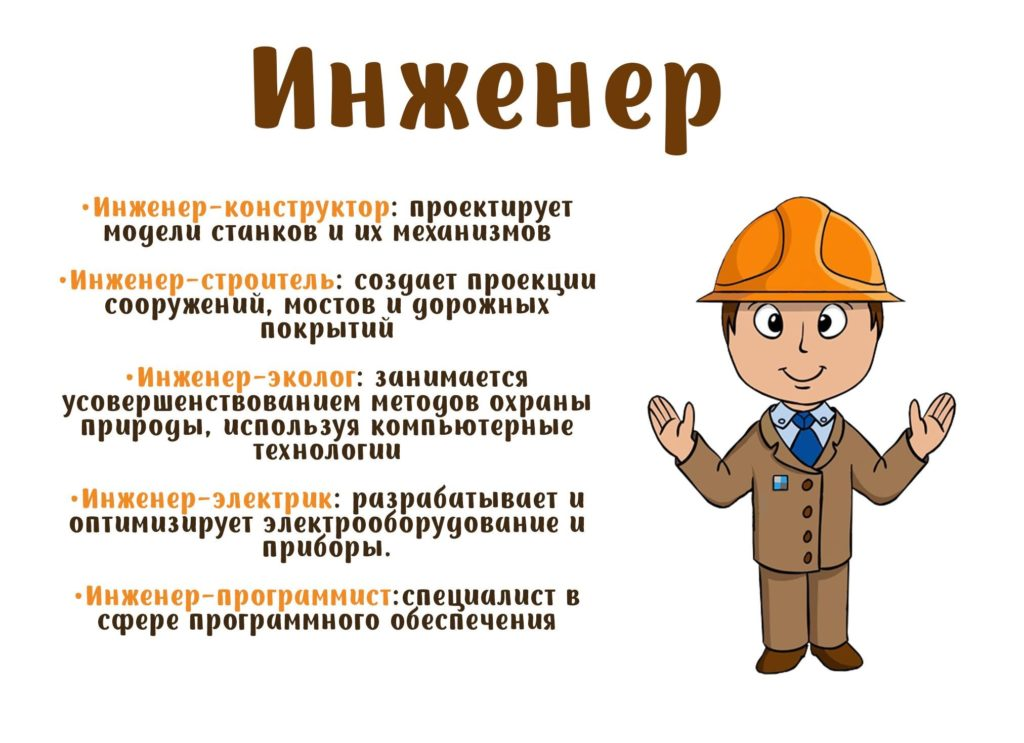 Инженер
•Инженер-конструктор: проектирует
модели станков и их механизмов
•Инженер-строитель: создает проекции
сооружений, мостов и дорожных
покрытий
•Инженер-эколог: занимается
усовершенствованием методов охраны
природы, используя компьютерные
технологии
•Инженер-электрик: разрабатывает и
оптимизирует электрооборудование и
приборы.
•Инженер-программист:специалист в
сфере программного обеспечения